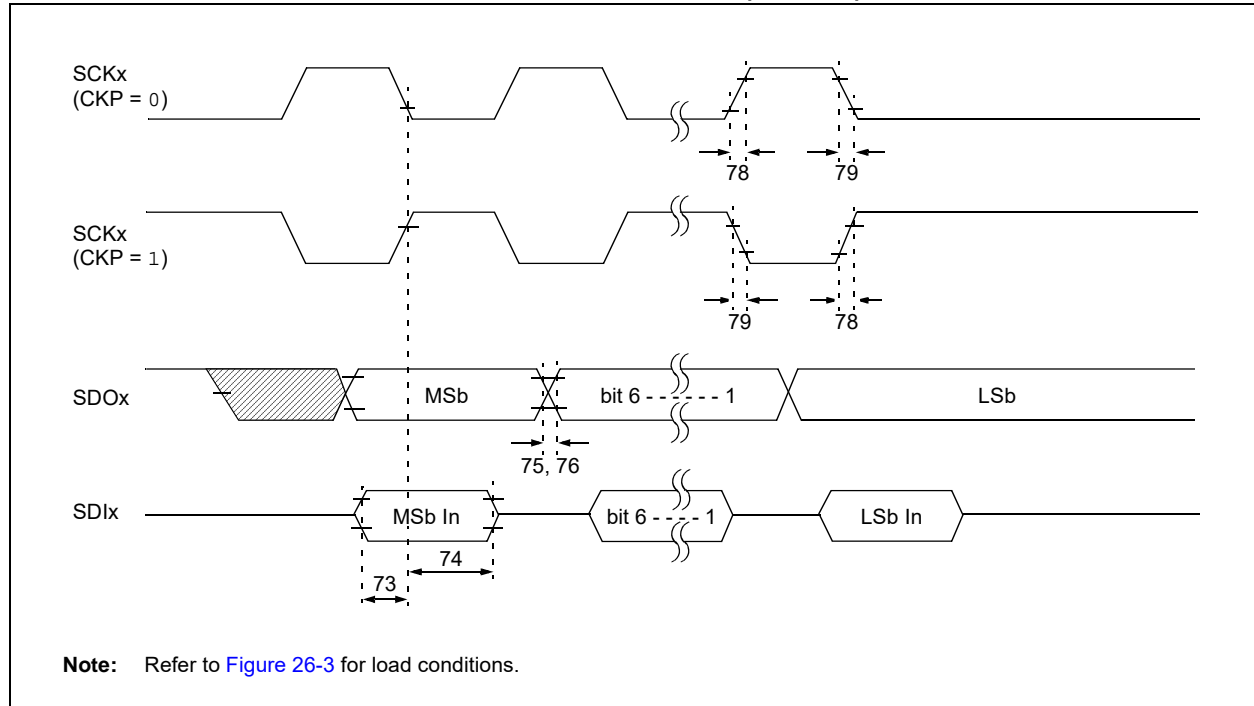 SCKx
(CKP = 0)
78
79
SCKx
(CKP = 1)
79
78
SDOx
MSb
bit 6 - - - - - - 1
LSb
75, 76
SDIx
MSb In
bit 6 - - - - 1
LSb In
74
73
Note: Refer to Figure 26-3 for load conditions.